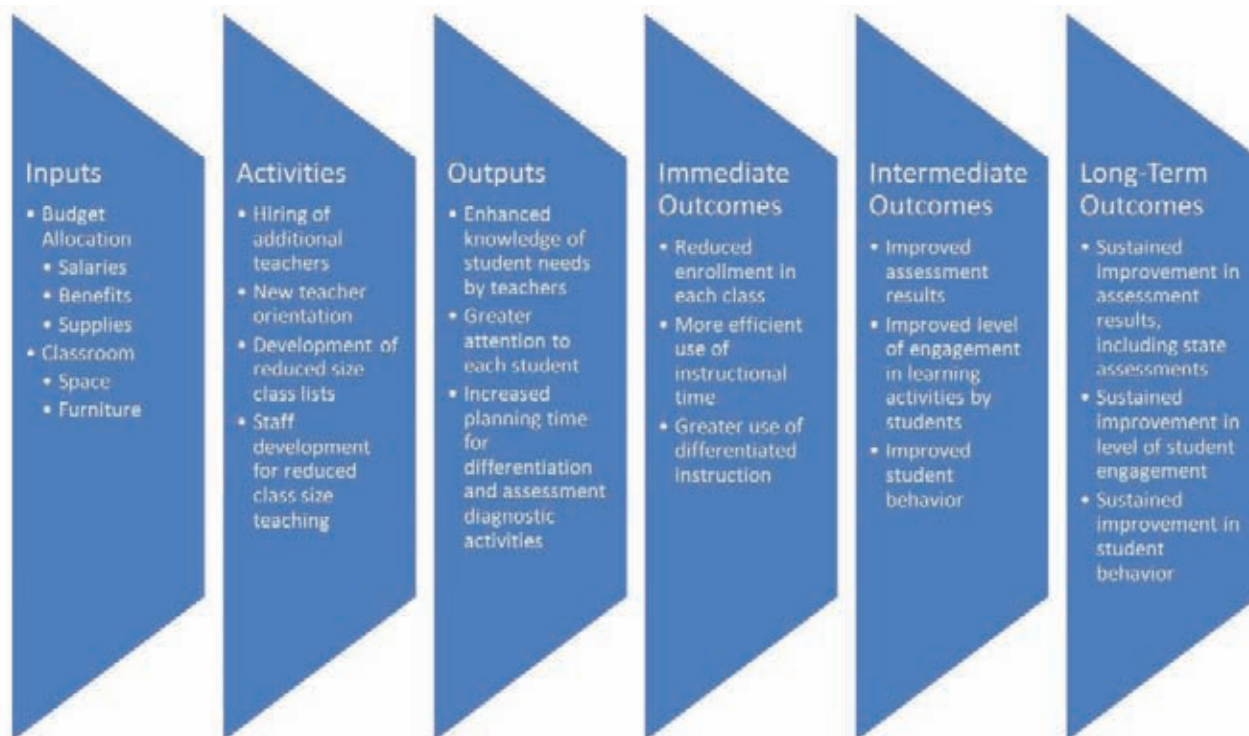 Inputs
• Budget
Allocation
• Salaries
• Benefits
• Supplies
• Classroom
• Space
• Furniture
Activities
• Hiring of
additional
teachers
• New teacher
orientation
• Development of
reduced size
class lists
• Staff
development
for reduced
class size
teaching
Outputs
• Enhanced
knowledge of
student needs
by teachers
• Greater
attention to
each student
• Increased
planning time
for
differentiation
and assessment
diagnostic
activities
Immediate
Outcomes
• Reduced
enrollment in
each class
• More efficient
use of
instructional
time
• Greater use of
differentiated
instruction
Intermediate
Outcomes
• Improved
assessment
results
• Improved level
of engagement
in learning
activities by
students
• Improved
student
behavior
Long-Term
Outcomes
• Sustained
improvement in
assessment
results,
including state
assessments
• Sustained
improvement in
level of student
engagement
• Sustained
improvement in
student
behavior